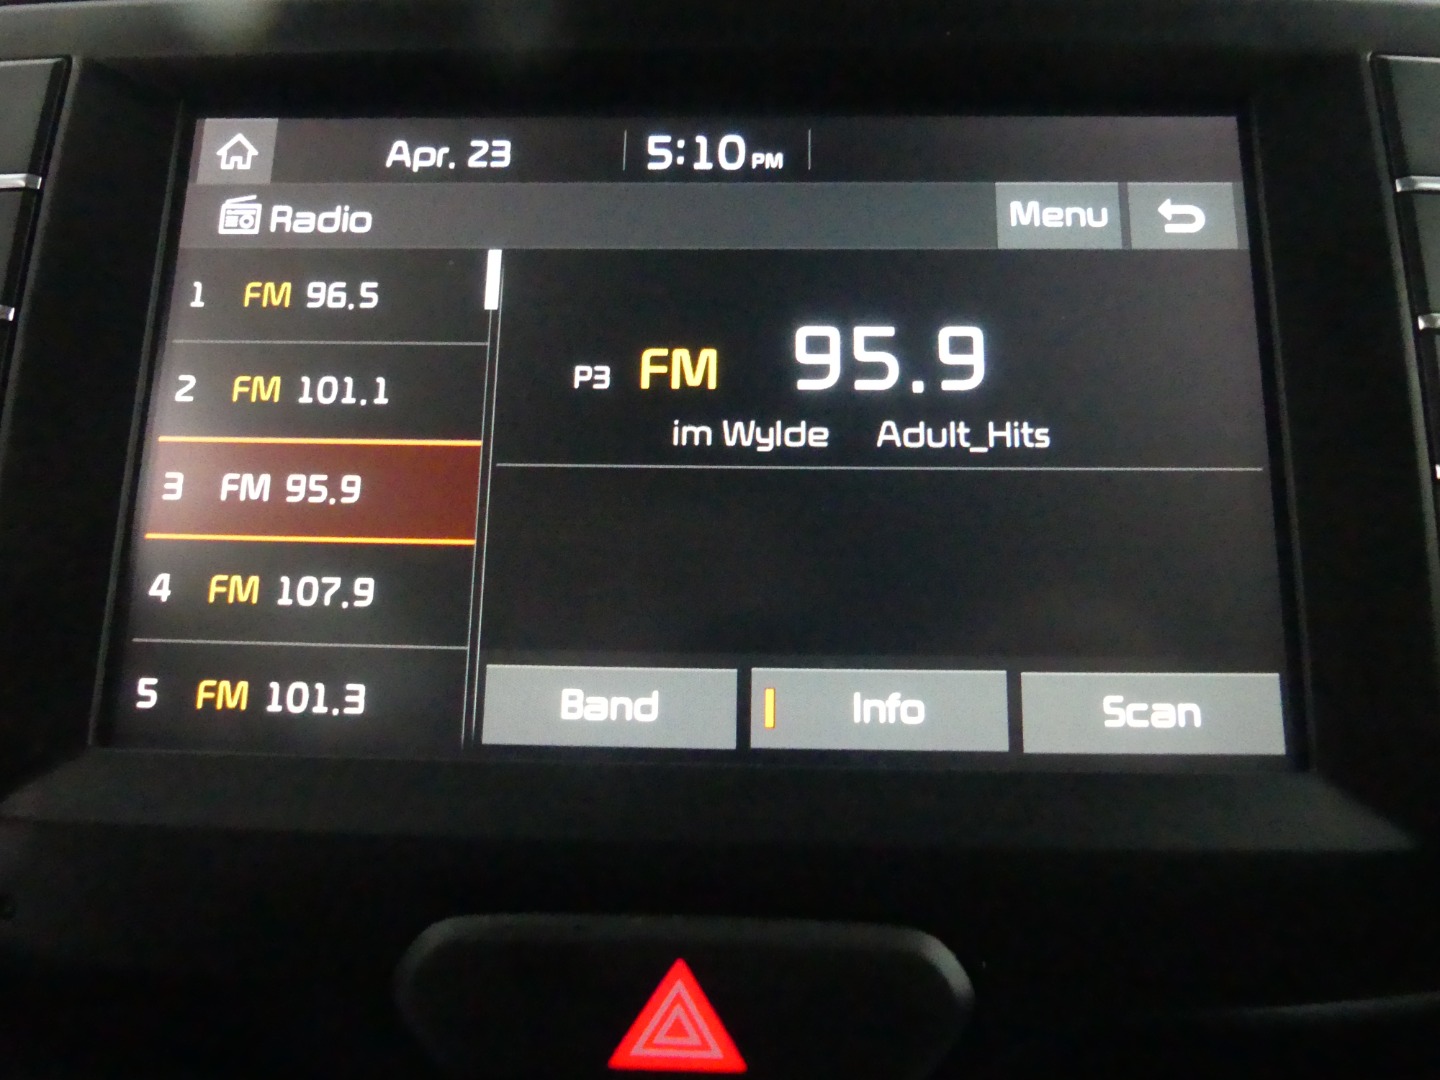 Apr. 23 5:10 PM
Radio Menu
1 FM 96.5
2 FM 101.1
3 FM 95.9
4 FM 107.9
5 FM 101.3
P3 FM 95.9
im Wylde Adult_Hits
Band Info Scan